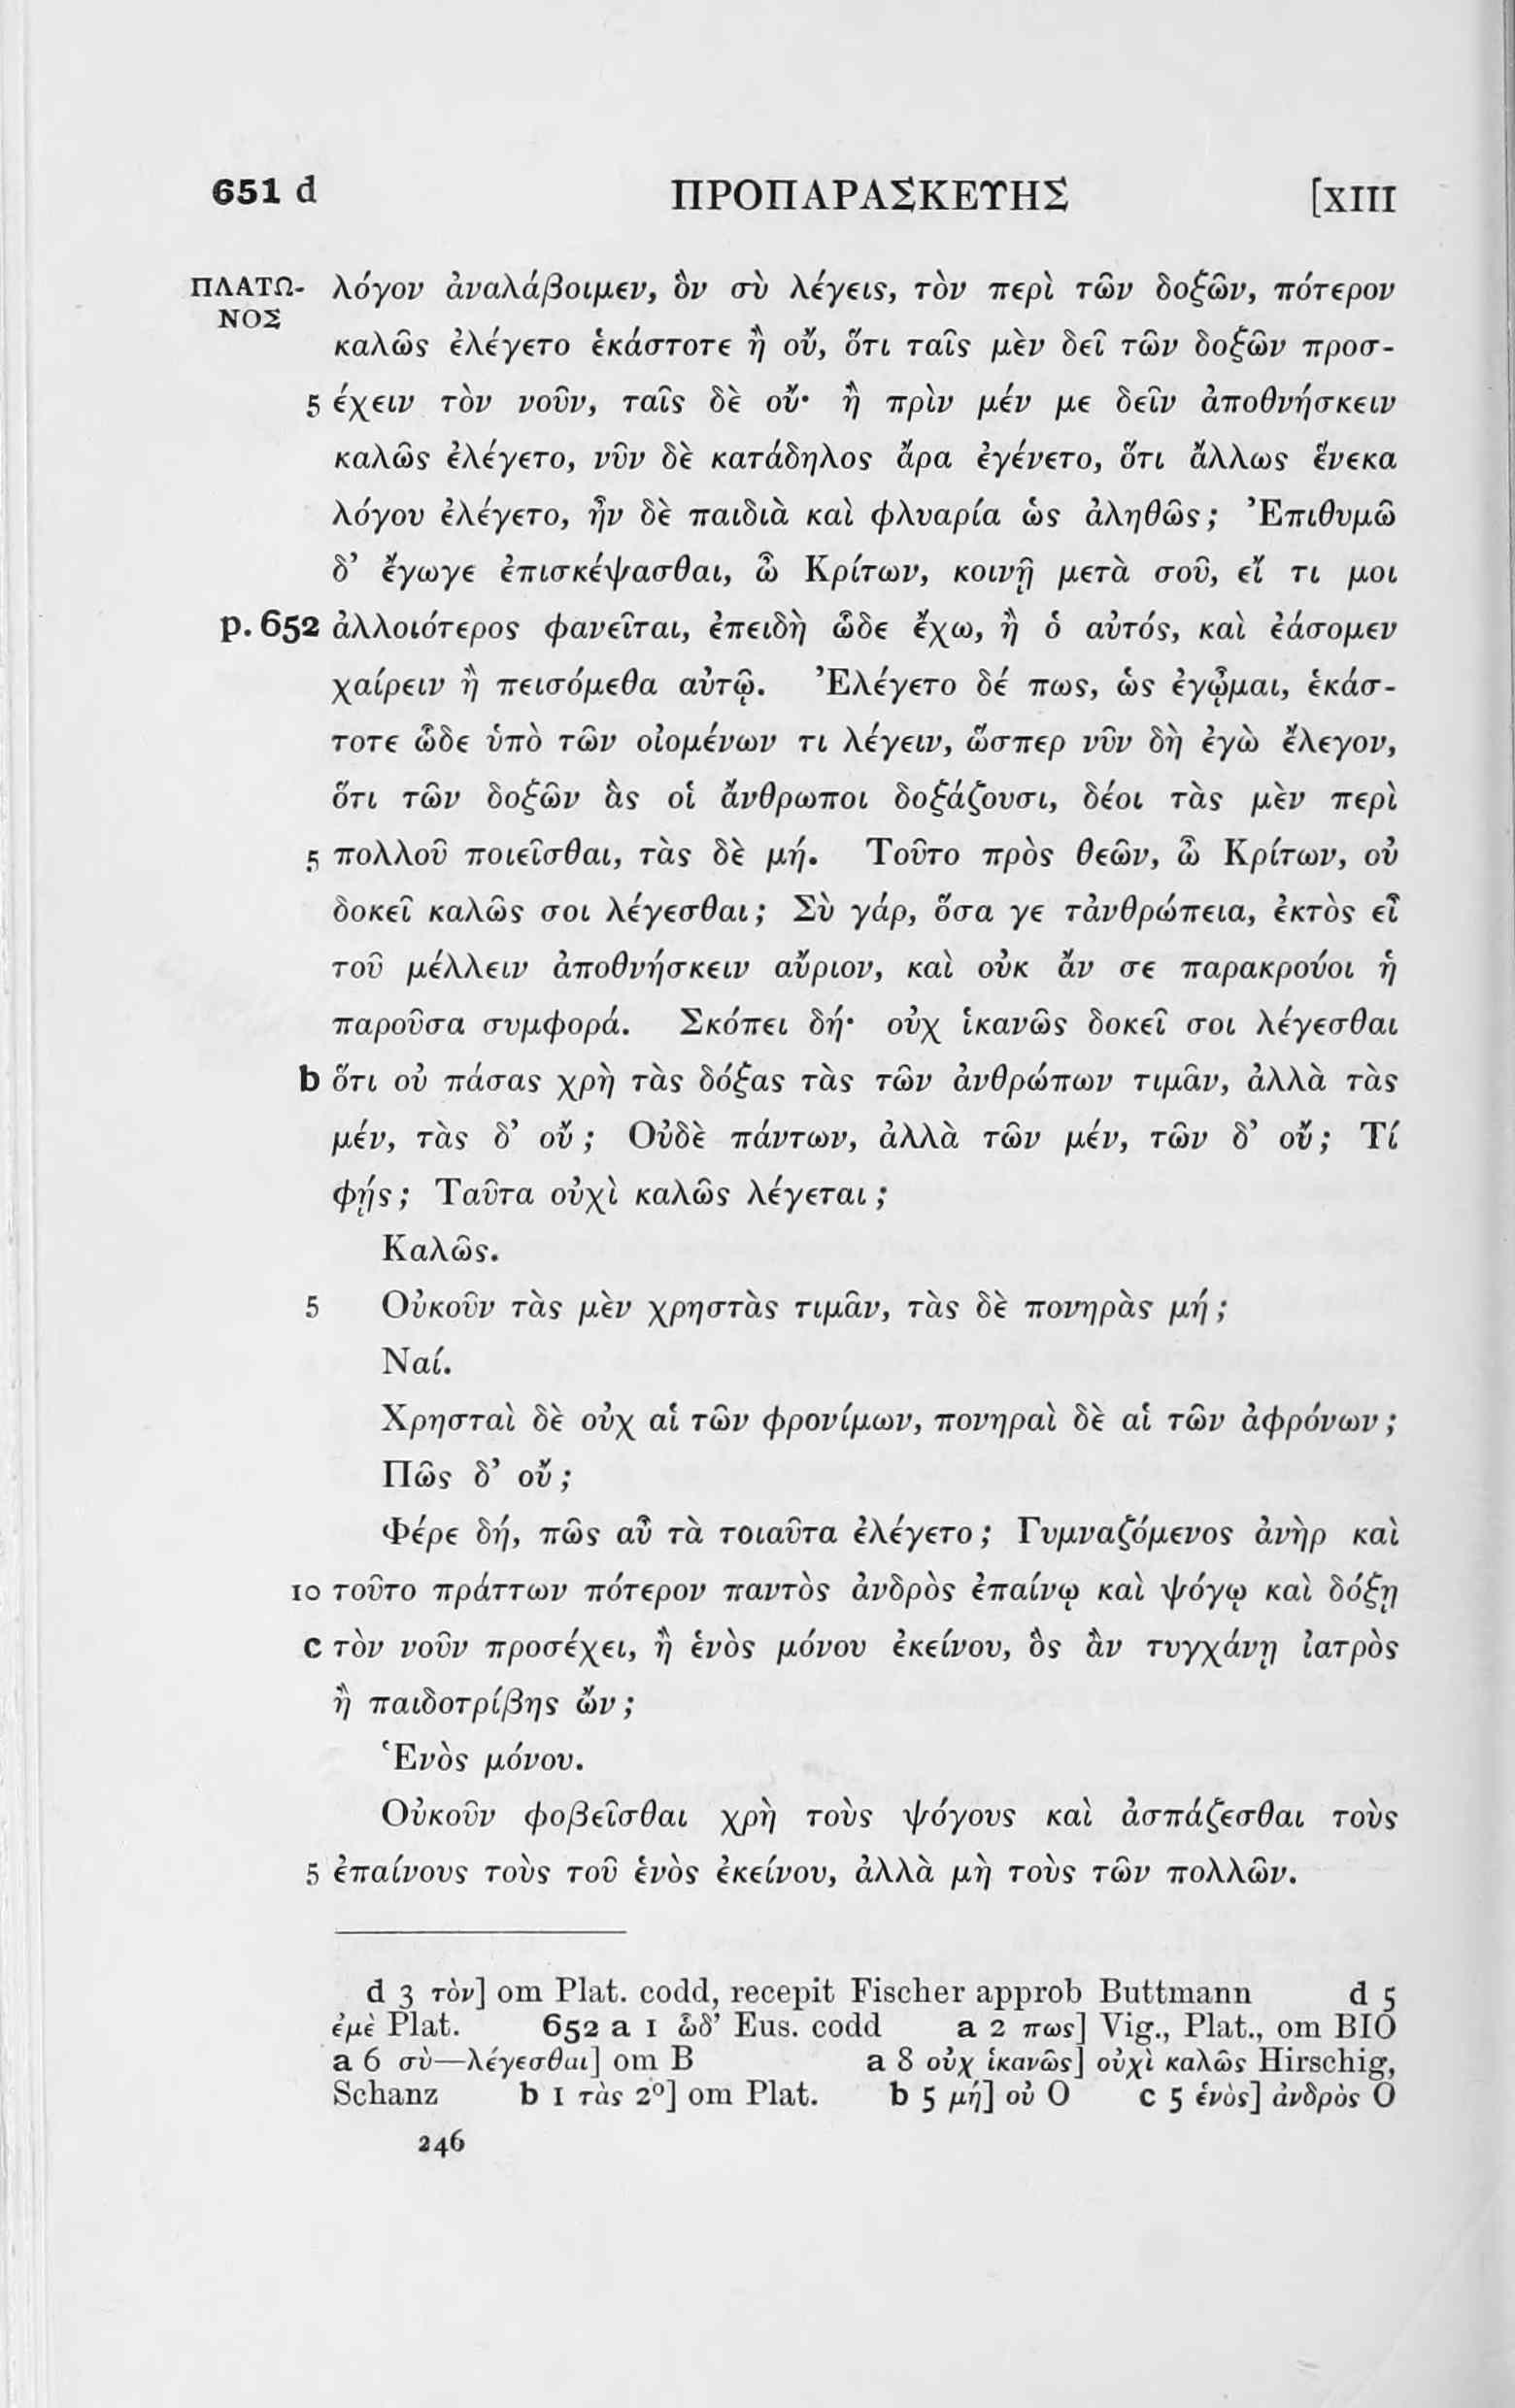 651 d ΠΡΟΠΑΡΑΣΚΕΥΗΣ [XIII
ΠΛΑΤΩ- λόγον ἀναλάβοιμεν, ὃν σὺ λέγεις, τὸν περὶ τῶν δοξῶν, πότερον
ΝΟΣ
καλῶς ἐλέγετο ἑκάστοτε ἢ οὔ, ὅτι ταῖς μὲν δεῖ τῶν δοξῶν προσ-
5 έχειν τὸν νοῦν, ταῖς δὲ οὔ· ἢ πρὶν μέν με δεῖν ἀποθνήσκειν
καλῶς ἐλέγετο, νῦν δὲ κατάδηλος ἄρα ἐγένετο, ὅτι ἄλλως ἕνεκα
λόγου ἐλέγετο, ἦν δὲ παιδιὰ καὶ φλυαρία ὡς ἀληθῶς; Ἐπιθυμῶ
δ’ ἔγωγε ἐπισκέψασθαι, ὦ Κρίτων, κοινῇ μετὰ σοῦ, εἴ τι μοι
p. 652 ἀλλοιότερος φανεῖται, ἐπειδὴ ὧδε ἔχω, ἢ ὁ αὐτός, καὶ ἐάσομεν
χαίρειν ἢ πεισόμεθα αὐτῷ. Ἐλέγετο δέ πως, ὡς ἐγᾦμαι, ἑκάσ-
τοτε ὧδε ὑπὸ τῶν οἰομένων τι λέγειν, ὥσπερ νῦν δὴ ἐγὼ ἔλεγον,
ὅτι τῶν δοξῶν ἃς οἱ ἄνθρωποι δοξάζουσι, δέοι τὰς μὲν περὶ
5 πολλοῦ ποιεῖσθαι, τὰς δὲ μή. Τοῦτο πρὸς θεῶν, ὦ Κρίτων, οὐ
δοκεῖ καλῶς σοι λέγεσθαι; Σὺ γάρ, ὅσα γε τἀνθρώπεια, ἐκτὸς εἶ
τοῦ μέλλειν ἀποθνήσκειν αὔριον, καὶ οὐκ ἄν σε παρακρούοι ἡ
παροῦσα συμφορά. Σκόπει δή· οὐχ ἱκανῶς δοκεῖ σοι λέγεσθαι
b ὅτι οὐ πάσας χρὴ τὰς δόξας τὰς τῶν ἀνθρώπων τιμᾶν, ἀλλὰ τὰς
μέν, τὰς δ’ οὔ; Οὐδὲ πάντων, ἀλλὰ τῶν μέν, τῶν δ’ οὔ; Τί
φῄς; Ταῦτα οὐχὶ καλῶς λέγεται;
Καλῶς.
5 Οὐκοῦν τὰς μὲν χρηστὰς τιμᾶν, τὰς δὲ πονηρὰς μή;
Ναί.
Χρησταὶ δὲ οὐχ αἱ τῶν φρονίμων, πονηραὶ δὲ αἱ τῶν ἀφρόνων;
Πῶς δ’ οὔ;
Φέρε δή, πῶς αὖ τὰ τοιαῦτα ἐλέγετο; Γυμναζόμενος ἀνὴρ καὶ
10 τοῦτο πράττων πότερον παντὸς ἀνδρὸς ἐπαίνῳ καὶ ψόγῳ καὶ δόξῃ
c τὸν νοῦν προσέχει, ἢ ἑνὸς μόνου ἐκείνου, ὃς ἂν τυγχάνῃ ἰατρὸς
ἢ παιδοτρίβης ὤν;
Ἑνὸς μόνου.
Οὐκοῦν φοβεῖσθαι χρὴ τοὺς ψόγους καὶ ἀσπάζεσθαι τοὺς
5 ἐπαίνους τοὺς τοῦ ἑνὸς ἐκείνου, ἀλλὰ μὴ τοὺς τῶν πολλῶν.
d 3 τὸν] om Plat. codd, recepit Fischer approb Buttmann d 5
ἐμὲ Plat. 652 a 1 ὧδ’ Eus. codd a 2 πως] Vig., Plat., om BIO
a 6 σὺ—λέγεσθαι] om B a 8 οὐχ ἱκανῶς] οὐχὶ καλῶς Hirschig,
Schanz b 1 τὰς 2º] om Plat. b 5 μή] οὐ O c 5 ἑνὸς] ἀνδρὸς O
246